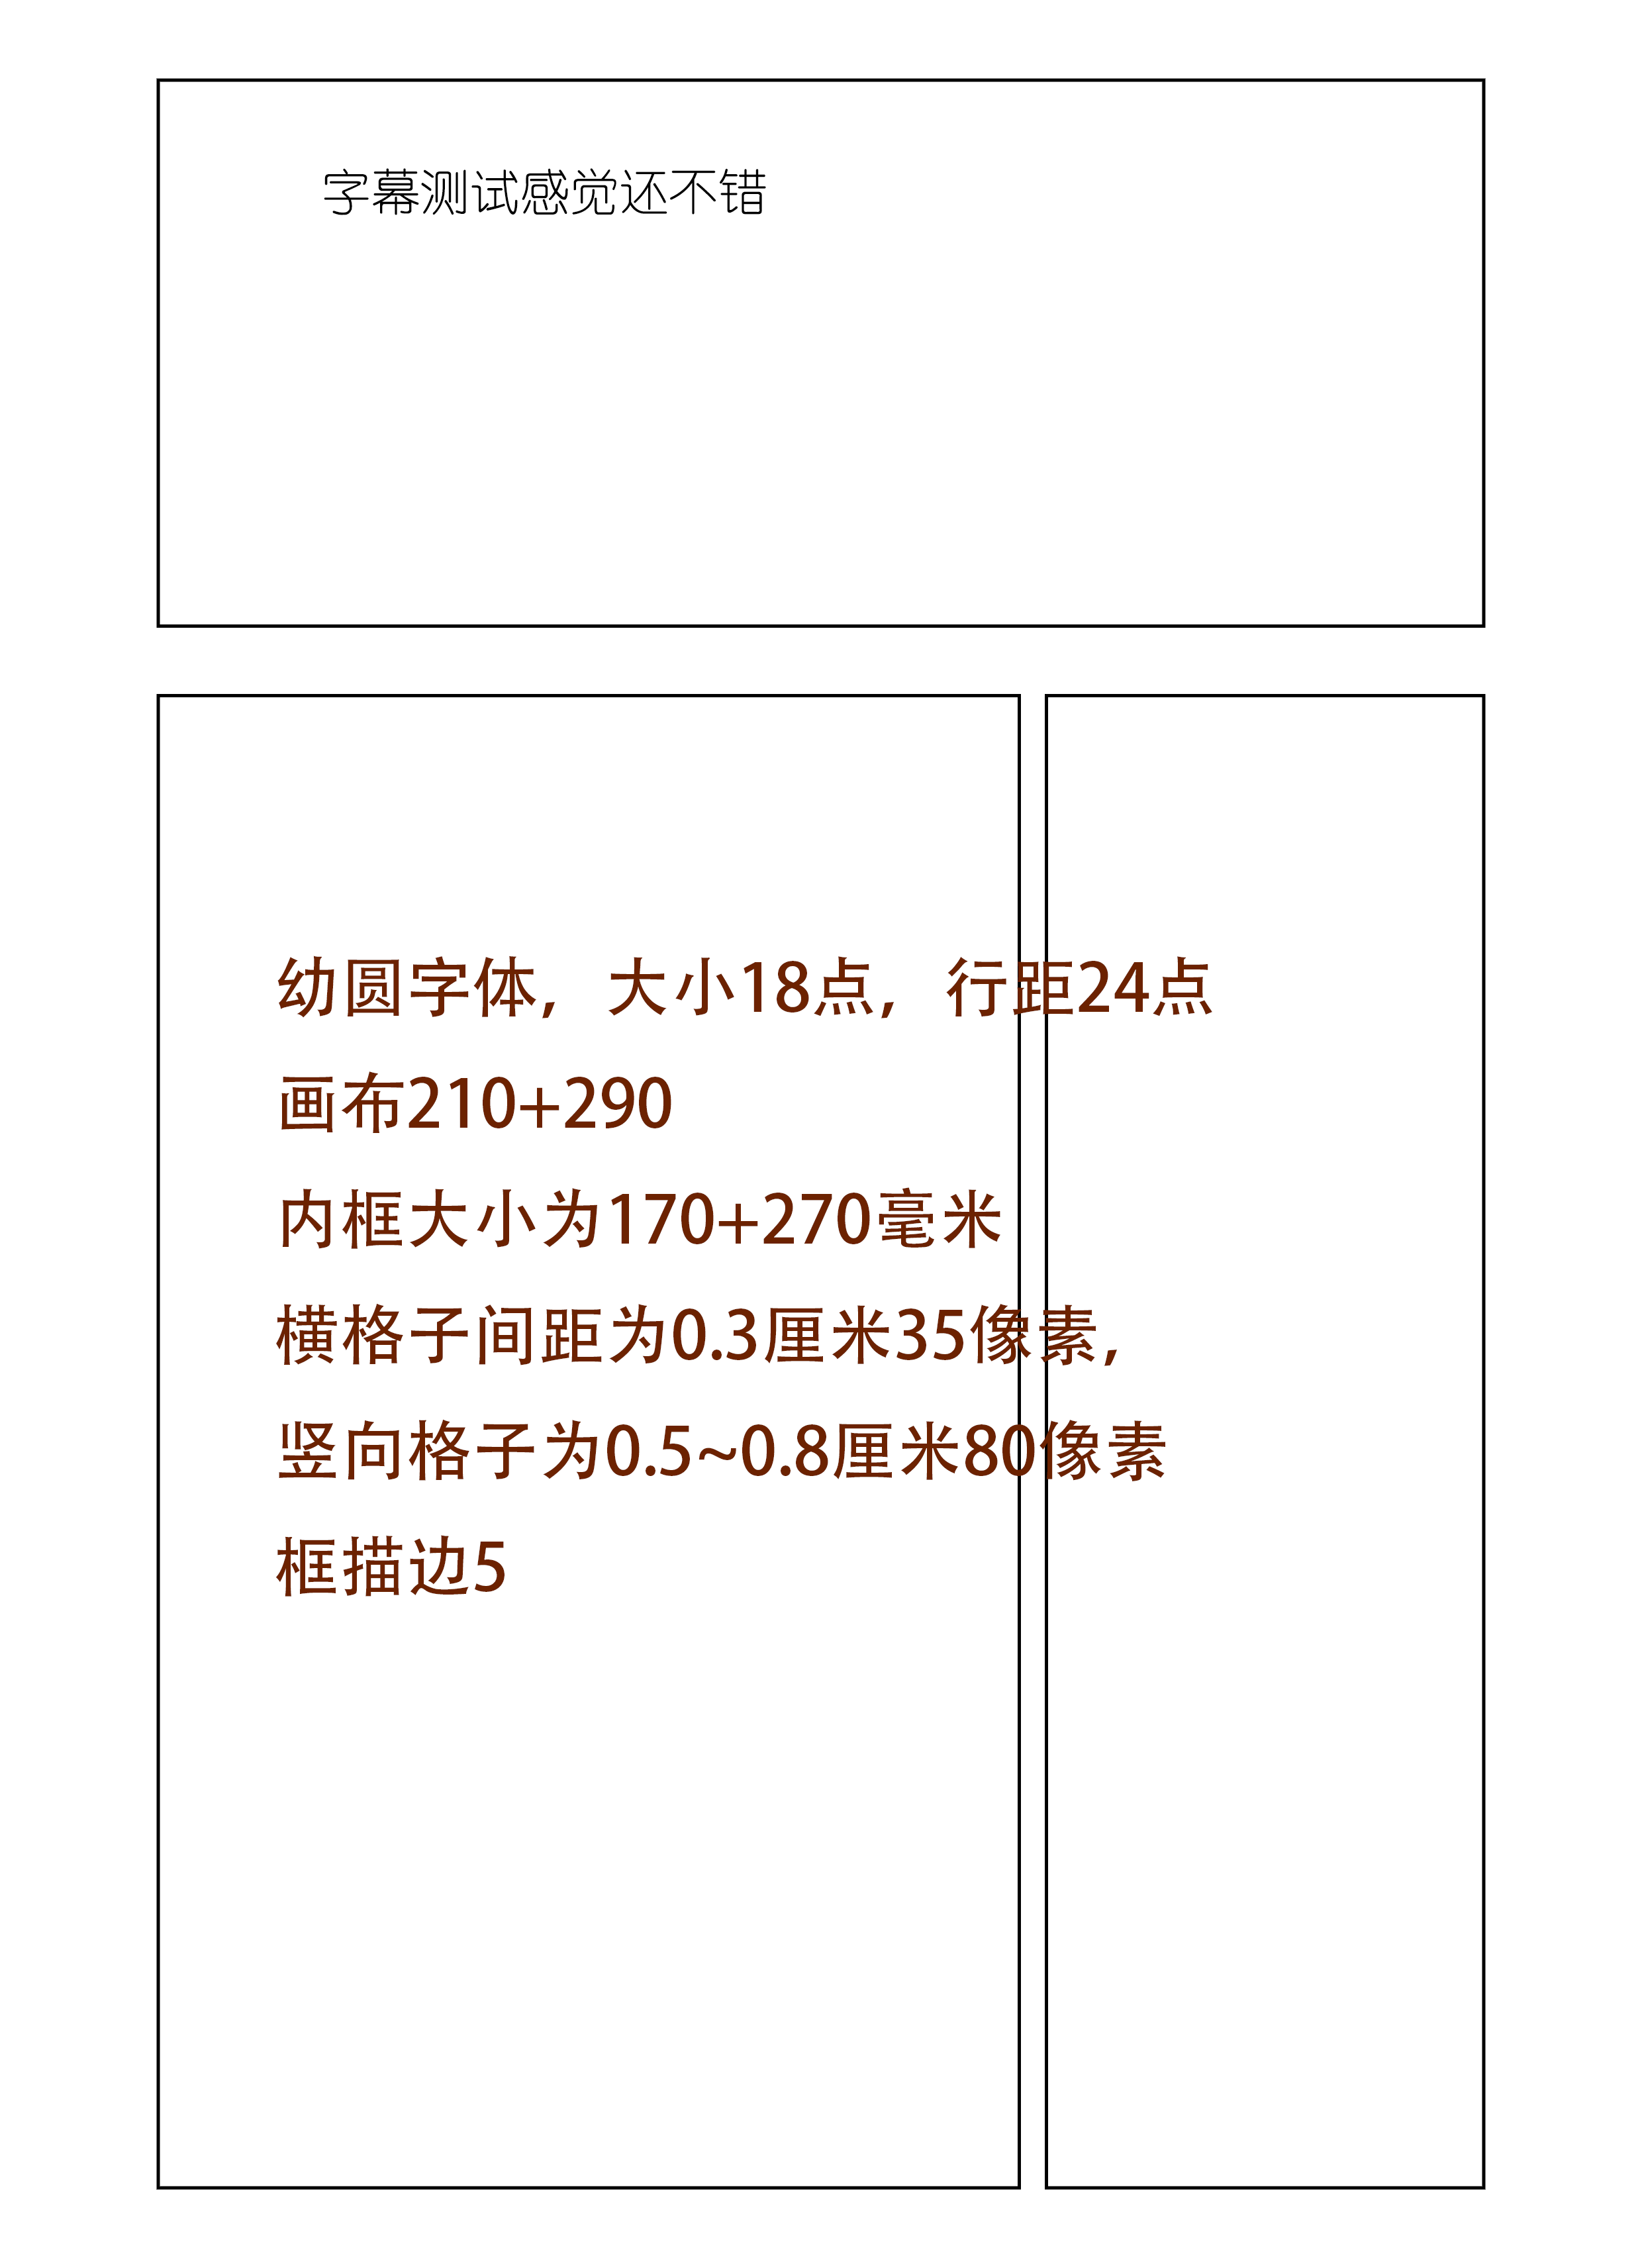 字幕测试感觉还不错
幼圆字体，大小18点，行距24点
画布210+290
内框大小为170+270毫米
横格子间距为0.3厘米35像素，
竖向格子为0.5~0.8厘米80像素
框描边5